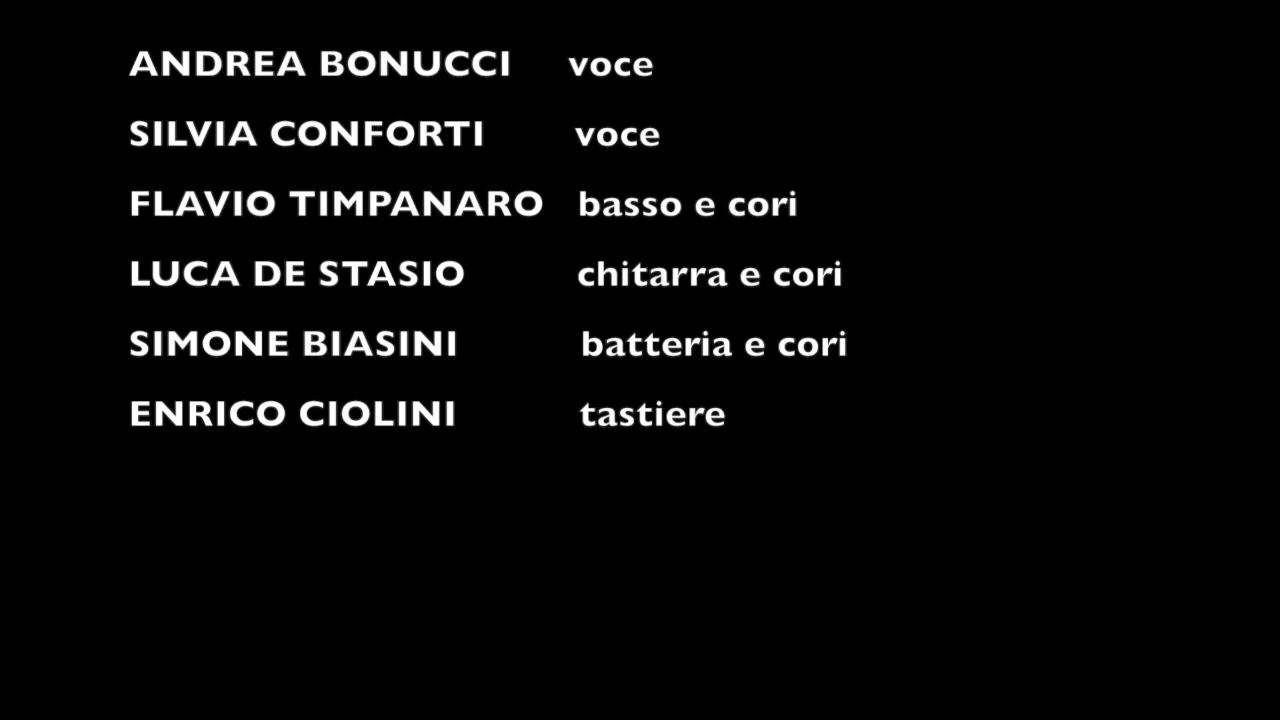 ANDREA BONUCCI voce
SILVIA CONFORTI voce
FLAVIO TIMPANARO basso e cori
LUCA DE STASIO chitarra e cori
SIMONE BIASINI batteria e cori
ENRICO CIOLINI tastiere